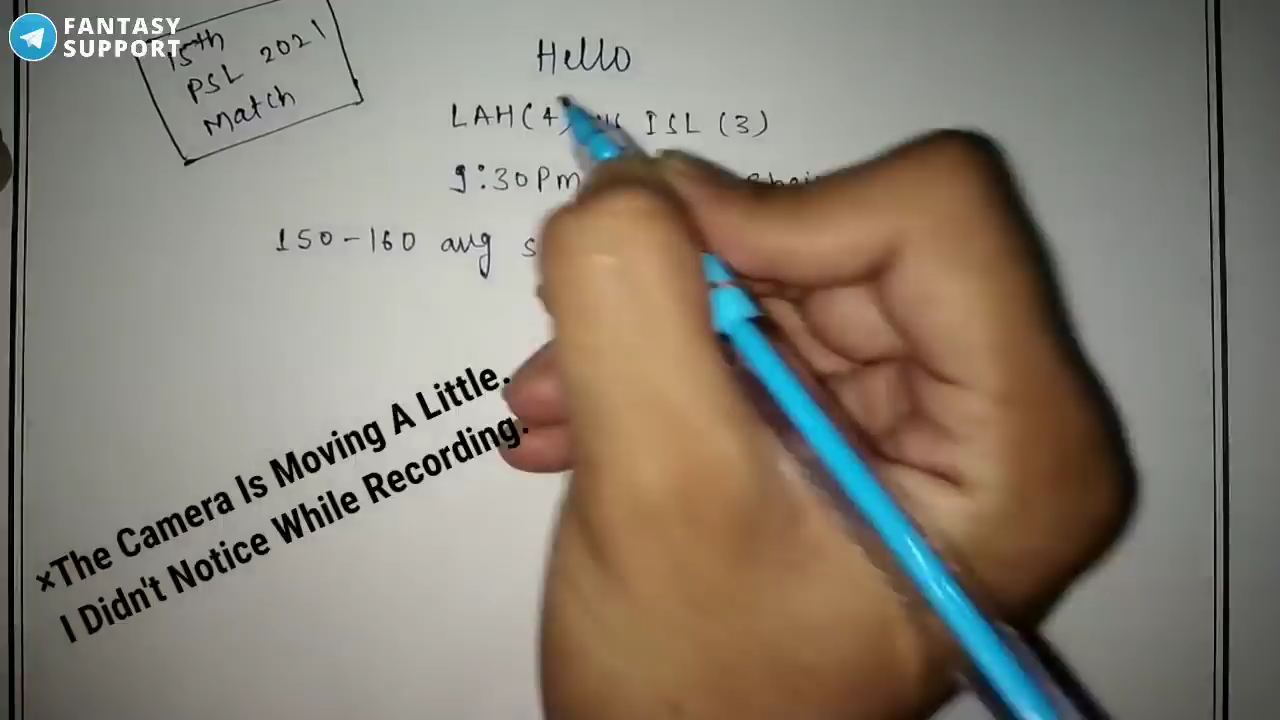 FANTASY
SUPPORT
15th
PSL 2021
Match
Hello
LAH(4) vs ISL (3)
9:30Pm
150-160 avg
×The Camera Is Moving A Little.
I Didn't Notice While Recording.